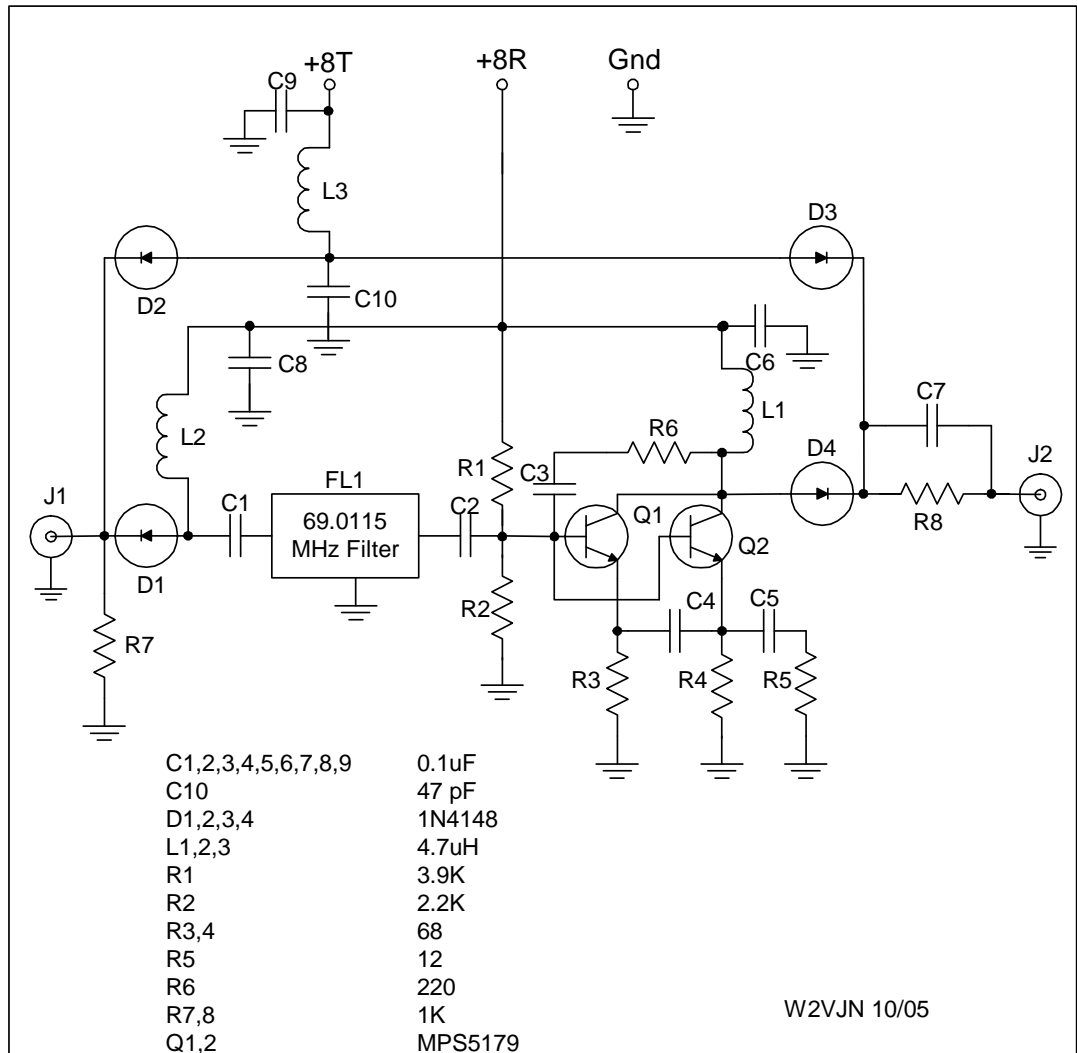 +8T
+8R
Gnd
C9
L3
D3
D2
C10
C8
C6
L1
C7
L2
R6
J2
R1
C3
FL1
J1
C1
C2
Q1
69.0115
MHz Filter
R8
Q2
D4
D1
R2
C4
C5
R7
R3
R4
R5
C1,2,3,4,5,6,7,8,9 0.1uF
C10 47 pF
D1,2,3,4 1N4148
L1,2,3 4.7uH
R1 3.9K
R2 2.2K
R3,4 68
R5 12
R6 220
R7,8 1K
Q1,2 MPS5179
W2VJN 10/05